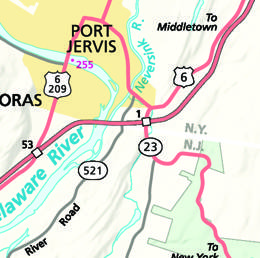 To
Middletown
PORT
JERVIS
Neversink R.
255
6
209
6
ORAS
53
1
N.Y.
N.J.
23
521
laware River
River Road
To
New York